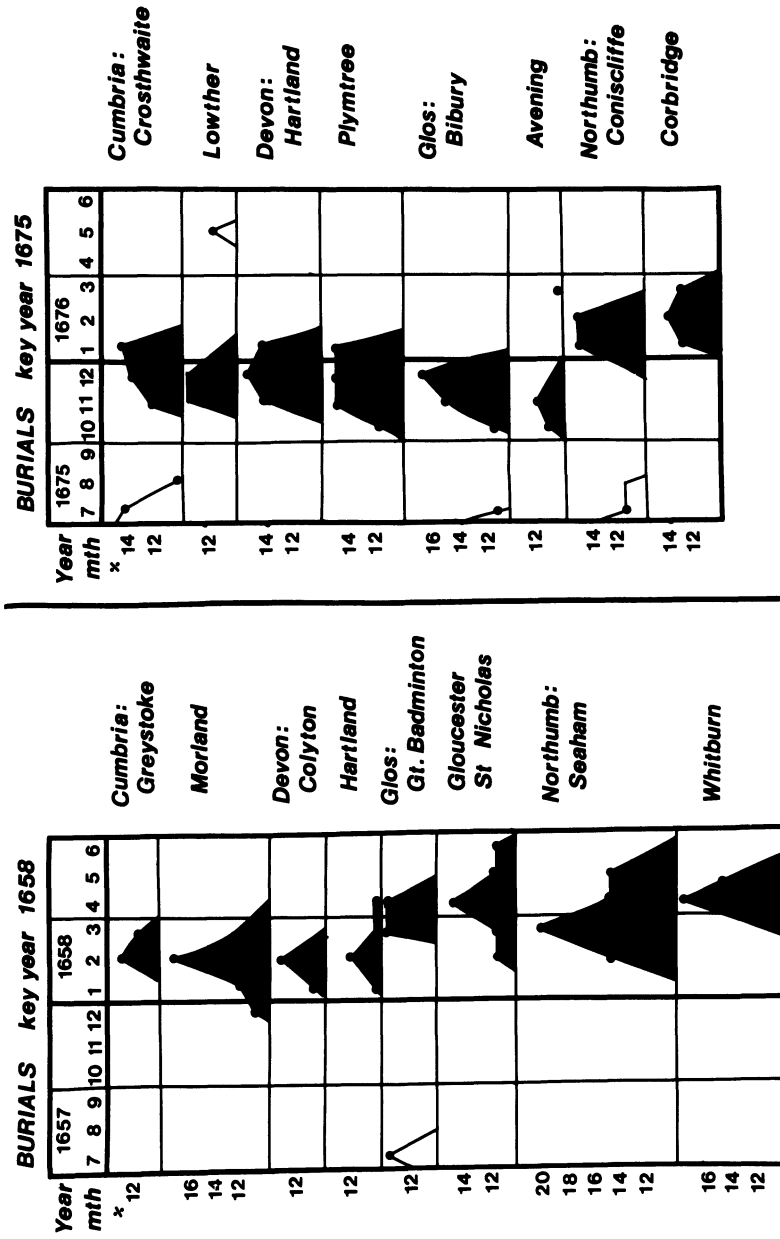 BURIALS key year 1658
Year 1657 1658
mth 7 8 9 10 11 12 1 2 3 4 5 6
%
12
Cumbria:
Greystoke
16
14
12
Morland
12
Devon:
Colyton
12
Hartland
12
Glos:
Gt. Badminton
14
12
Gloucester
St Nicholas
20
18
16
14
12
Northumb:
Seaham
16
14
12
Whitburn
BURIALS key year 1675
Year 1675 1676
mth 7 8 9 10 11 12 1 2 3 4 5 6
%
14
12
Cumbria:
Crosthwaite
12
Lowther
14
12
Devon:
Hartland
14
12
Plymtree
16
14
12
Glos:
Bibury
12
Avening
14
12
Northumb:
Coniscliffe
14
12
Corbridge